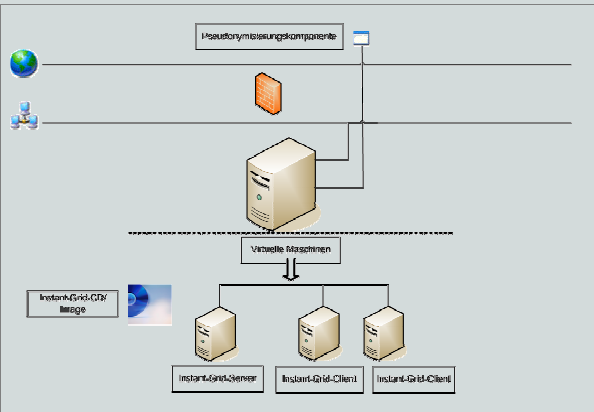 Pseudonymisierungskomponente
Virtuelle Maschinen
Instant-Grid-CD/
Image
Instant-Grid-Server
Instant-Grid-Client
Instant-Grid-Client